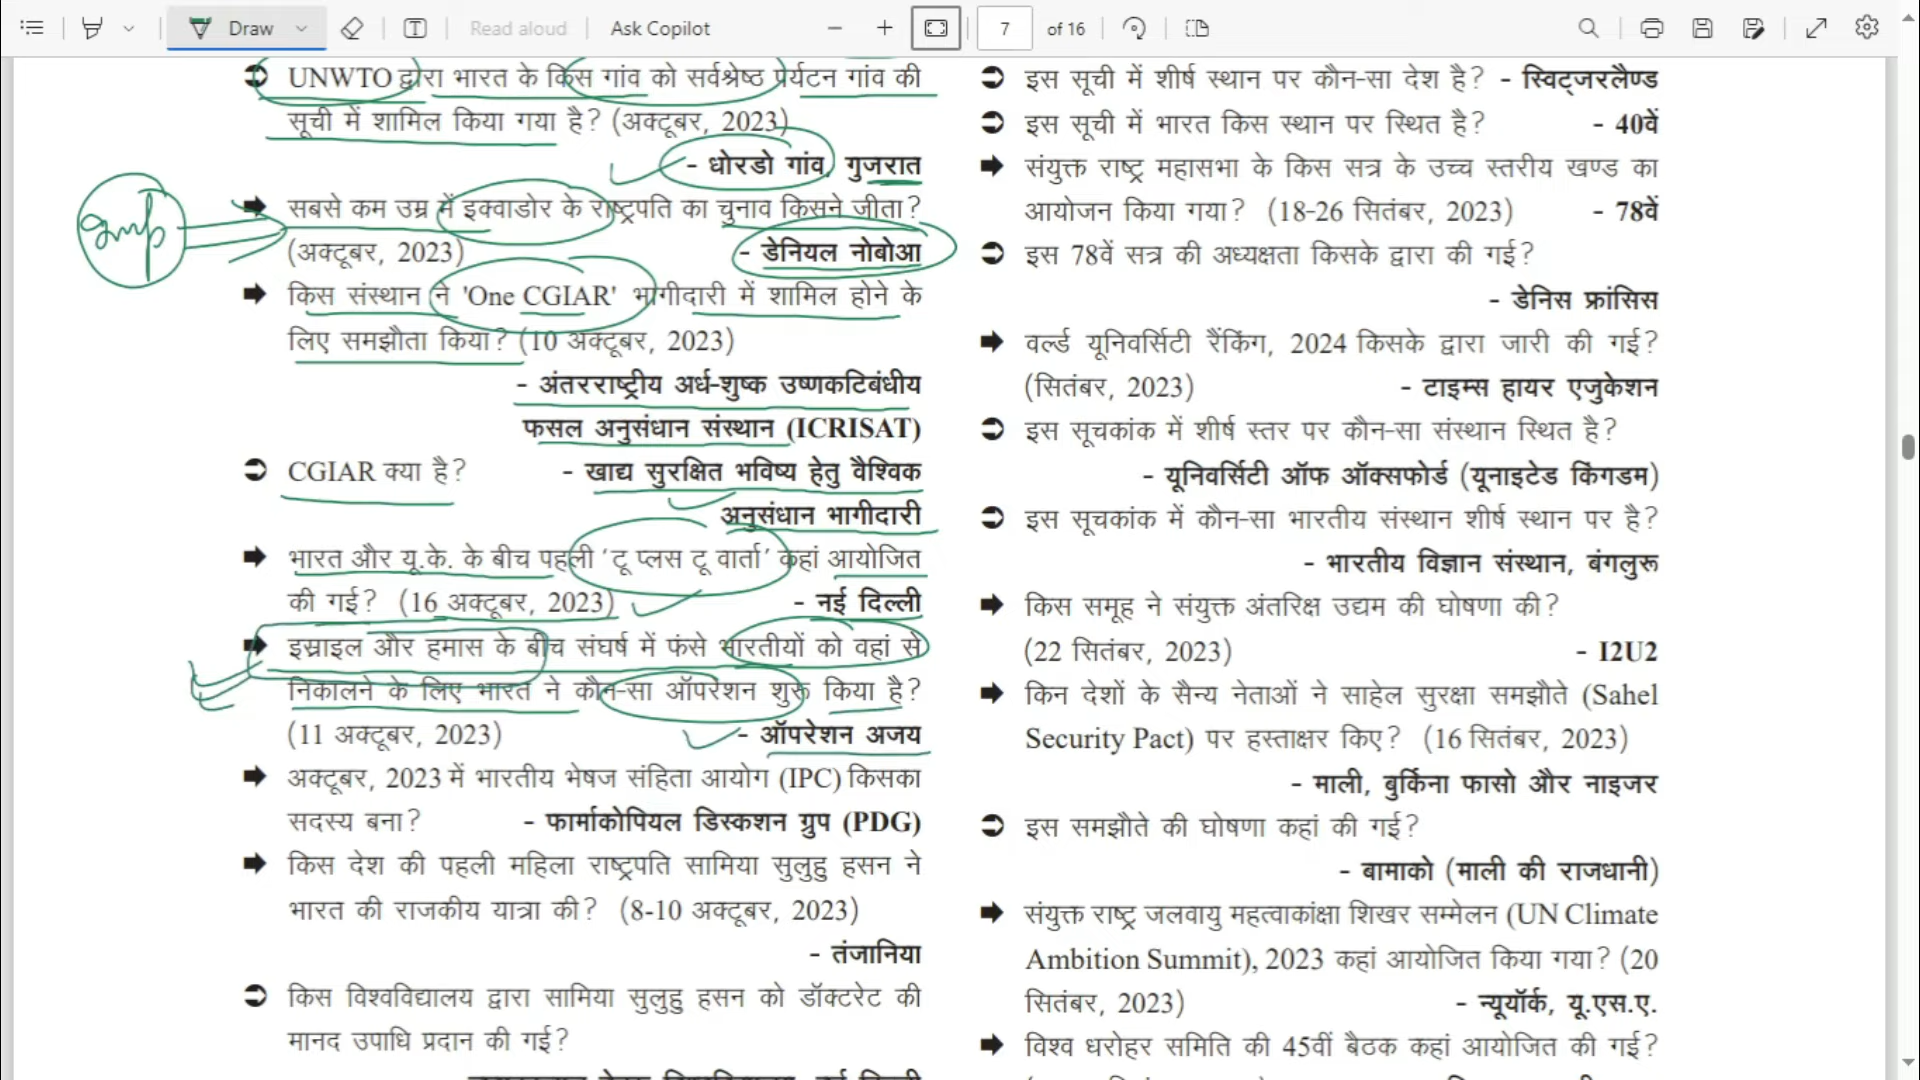 Draw
Read aloud
Ask Copilot
7
of 16
UNWTO द्वारा भारत के किस गांव को सर्वश्रेष्ठ पर्यटन गांव की
सूची में शामिल किया गया है? (अक्टूबर, 2023)
- धोरडो गांव, गुजरात
gmp
सबसे कम उम्र में इक्वाडोर के राष्ट्रपति का चुनाव किसने जीता?
(अक्टूबर, 2023) - डेनियल नोबोआ
किस संस्थान ने 'One CGIAR' भागीदारी में शामिल होने के
लिए समझौता किया? (10 अक्टूबर, 2023)
- अंतरराष्ट्रीय अर्ध-शुष्क उष्णकटिबंधीय
फसल अनुसंधान संस्थान (ICRISAT)
CGIAR क्या है? - खाद्य सुरक्षित भविष्य हेतु वैश्विक
अनुसंधान भागीदारी
भारत और यू.के. के बीच पहली ‘टू प्लस टू वार्ता’ कहां आयोजित
की गई? (16 अक्टूबर, 2023) - नई दिल्ली
इस्राइल और हमास के बीच संघर्ष में फंसे भारतीयों को वहां से
निकालने के लिए भारत ने कौन-सा ऑपरेशन शुरू किया है?
(11 अक्टूबर, 2023) - ऑपरेशन अजय
अक्टूबर, 2023 में भारतीय भेषज संहिता आयोग (IPC) किसका
सदस्य बना? - फार्माकोपियल डिस्कशन ग्रुप (PDG)
किस देश की पहली महिला राष्ट्रपति सामिया सुलुहु हसन ने
भारत की राजकीय यात्रा की? (8-10 अक्टूबर, 2023)
- तंजानिया
किस विश्वविद्यालय द्वारा सामिया सुलुहु हसन को डॉक्टरेट की
मानद उपाधि प्रदान की गई?
इस सूची में शीर्ष स्थान पर कौन-सा देश है? - स्विट्जरलैण्ड
इस सूची में भारत किस स्थान पर स्थित है? - 40वें
संयुक्त राष्ट्र महासभा के किस सत्र के उच्च स्तरीय खण्ड का
आयोजन किया गया? (18-26 सितंबर, 2023) - 78वें
इस 78वें सत्र की अध्यक्षता किसके द्वारा की गई?
- डेनिस फ्रांसिस
वर्ल्ड यूनिवर्सिटी रैंकिंग, 2024 किसके द्वारा जारी की गई?
(सितंबर, 2023) - टाइम्स हायर एजुकेशन
इस सूचकांक में शीर्ष स्तर पर कौन-सा संस्थान स्थित है?
- यूनिवर्सिटी ऑफ ऑक्सफोर्ड (यूनाइटेड किंगडम)
इस सूचकांक में कौन-सा भारतीय संस्थान शीर्ष स्थान पर है?
- भारतीय विज्ञान संस्थान, बंगलुरू
किस समूह ने संयुक्त अंतरिक्ष उद्यम की घोषणा की?
(22 सितंबर, 2023) - I2U2
किन देशों के सैन्य नेताओं ने साहेल सुरक्षा समझौते (Sahel
Security Pact) पर हस्ताक्षर किए? (16 सितंबर, 2023)
- माली, बुर्किना फासो और नाइजर
इस समझौते की घोषणा कहां की गई?
- बामाको (माली की राजधानी)
संयुक्त राष्ट्र जलवायु महत्वाकांक्षा शिखर सम्मेलन (UN Climate
Ambition Summit), 2023 कहां आयोजित किया गया? (20
सितंबर, 2023) - न्यूयॉर्क, यू.एस.ए.
विश्व धरोहर समिति की 45वीं बैठक कहां आयोजित की गई?